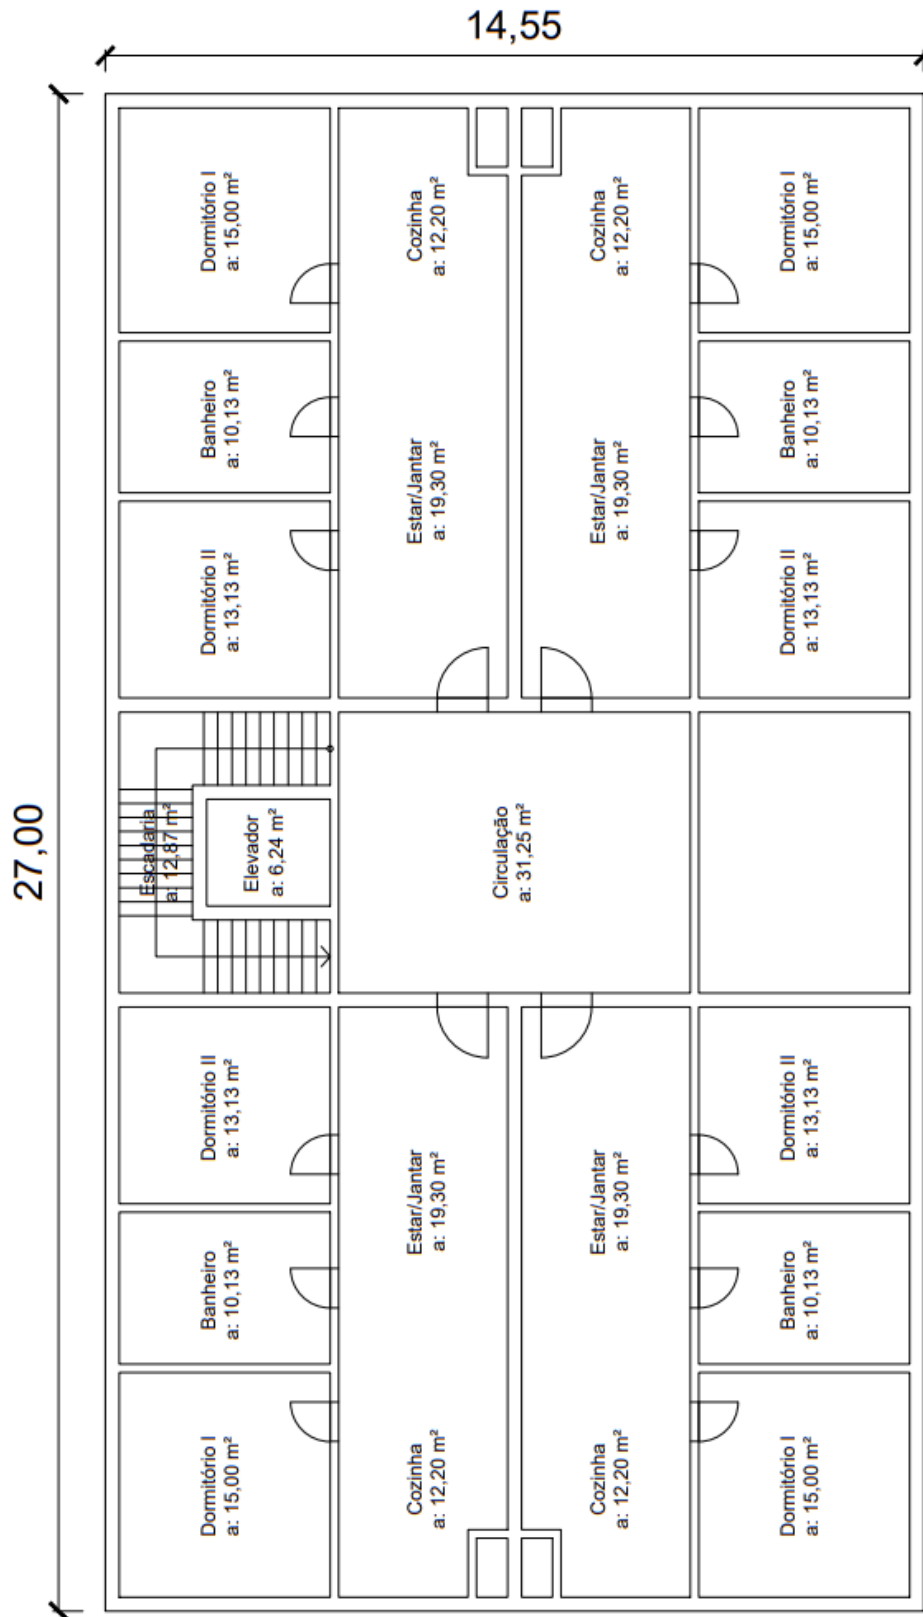 14,55
27,00
Dormitório I
a: 15,00 m²
Cozinha
a: 12,20 m²
Cozinha
a: 12,20 m²
Dormitório I
a: 15,00 m²
Banheiro
a: 10,13 m²
Estar/Jantar
a: 19,30 m²
Estar/Jantar
a: 19,30 m²
Banheiro
a: 10,13 m²
Dormitório II
a: 13,13 m²
Dormitório II
a: 13,13 m²
Escadaria
a: 12,87 m²
Elevador
a: 6,24 m²
Circulação
a: 31,25 m²
Dormitório II
a: 13,13 m²
Estar/Jantar
a: 19,30 m²
Estar/Jantar
a: 19,30 m²
Dormitório II
a: 13,13 m²
Banheiro
a: 10,13 m²
Banheiro
a: 10,13 m²
Dormitório I
a: 15,00 m²
Cozinha
a: 12,20 m²
Cozinha
a: 12,20 m²
Dormitório I
a: 15,00 m²